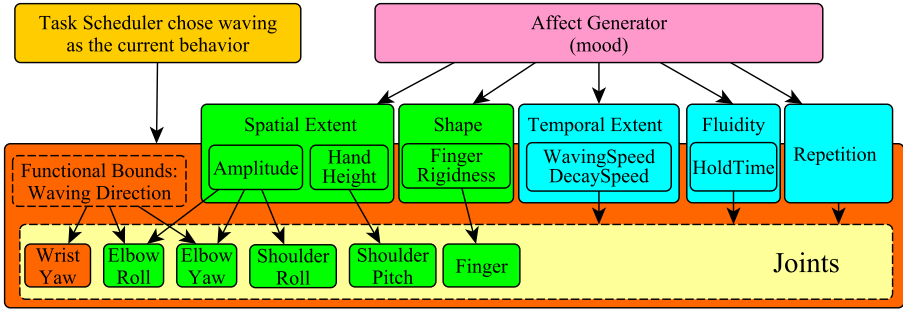 Task Scheduler chose waving
as the current behavior
Affect Generator
(mood)
Spatial Extent
Amplitude
Hand
Height
Shape
Finger
Rigidness
Temporal Extent
WavingSpeed
DecaySpeed
Fluidity
HoldTime
Repetition
Functional Bounds:
Waving Direction
Wrist
Yaw
Elbow
Roll
Elbow
Yaw
Shoulder
Roll
Shoulder
Pitch
Finger
Joints